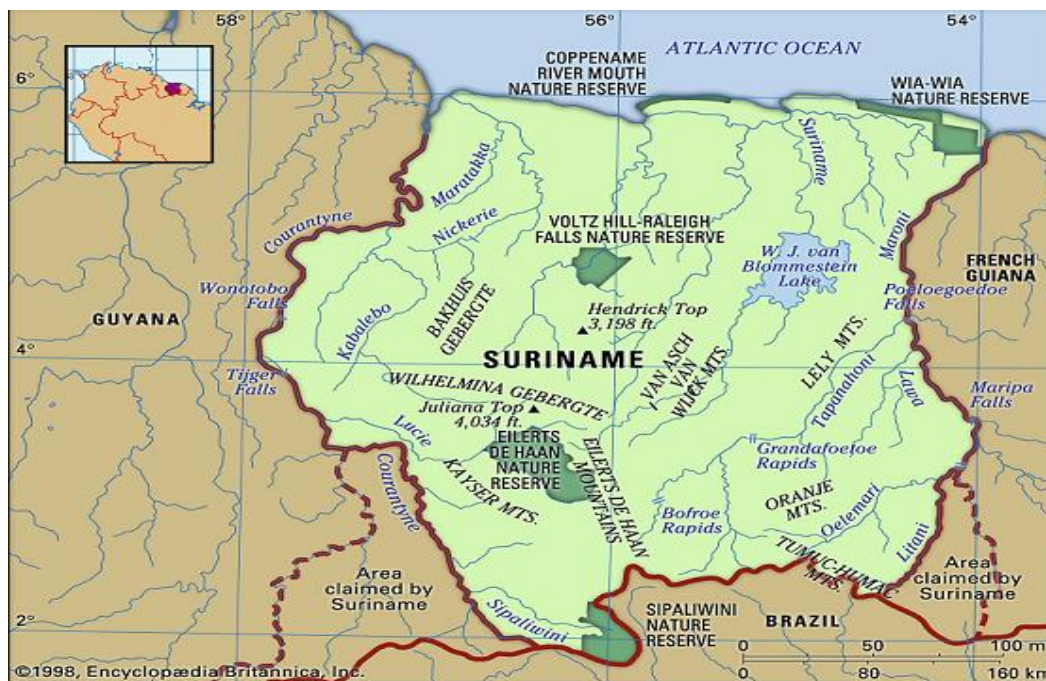 58°
56°
54°
ATLANTIC OCEAN
COPPENAME
RIVER MOUTH
NATURE RESERVE
WIA-WIA
NATURE RESERVE
6°
Suriname
Maratakka
Courantyne
Nickerie
VOLTZ HILL-RALEIGH
FALLS NATURE RESERVE
W. J. van
Blommestein
Lake
Maroni
FRENCH
GUIANA
Wonotobo
Falls
GUYANA
Kabalebo
BAKHUIS
GEBERGTE
Hendrick Top
3,198 ft.
Poeloegoedoe
Falls
4°
SURINAME
VAN ASCH
VAN
WIJCK MTS.
LELY MTS.
Tapanahoni
Lawa
Tijger
Falls
WILHELMINA GEBERGTE
Juliana Top
4,034 ft.
Maripa
Falls
Lucie
EILERTS
DE HAAN
NATURE
RESERVE
EILERTS DE HAAN
MOUNTAINS
Grandafoetoe
Rapids
Courantyne
KAYSER MTS.
Bofroe
Rapids
ORANJE
MTS.
Oelemari
Litani
TUMUC-HUMAC
MTS.
Area
claimed by
Suriname
Area
claimed by
Suriname
2°
Sipaliwini
SIPALIWINI
NATURE
RESERVE
BRAZIL
0 50 100 m
0 80 160 km
©1998, Encyclopædia Britannica, Inc.